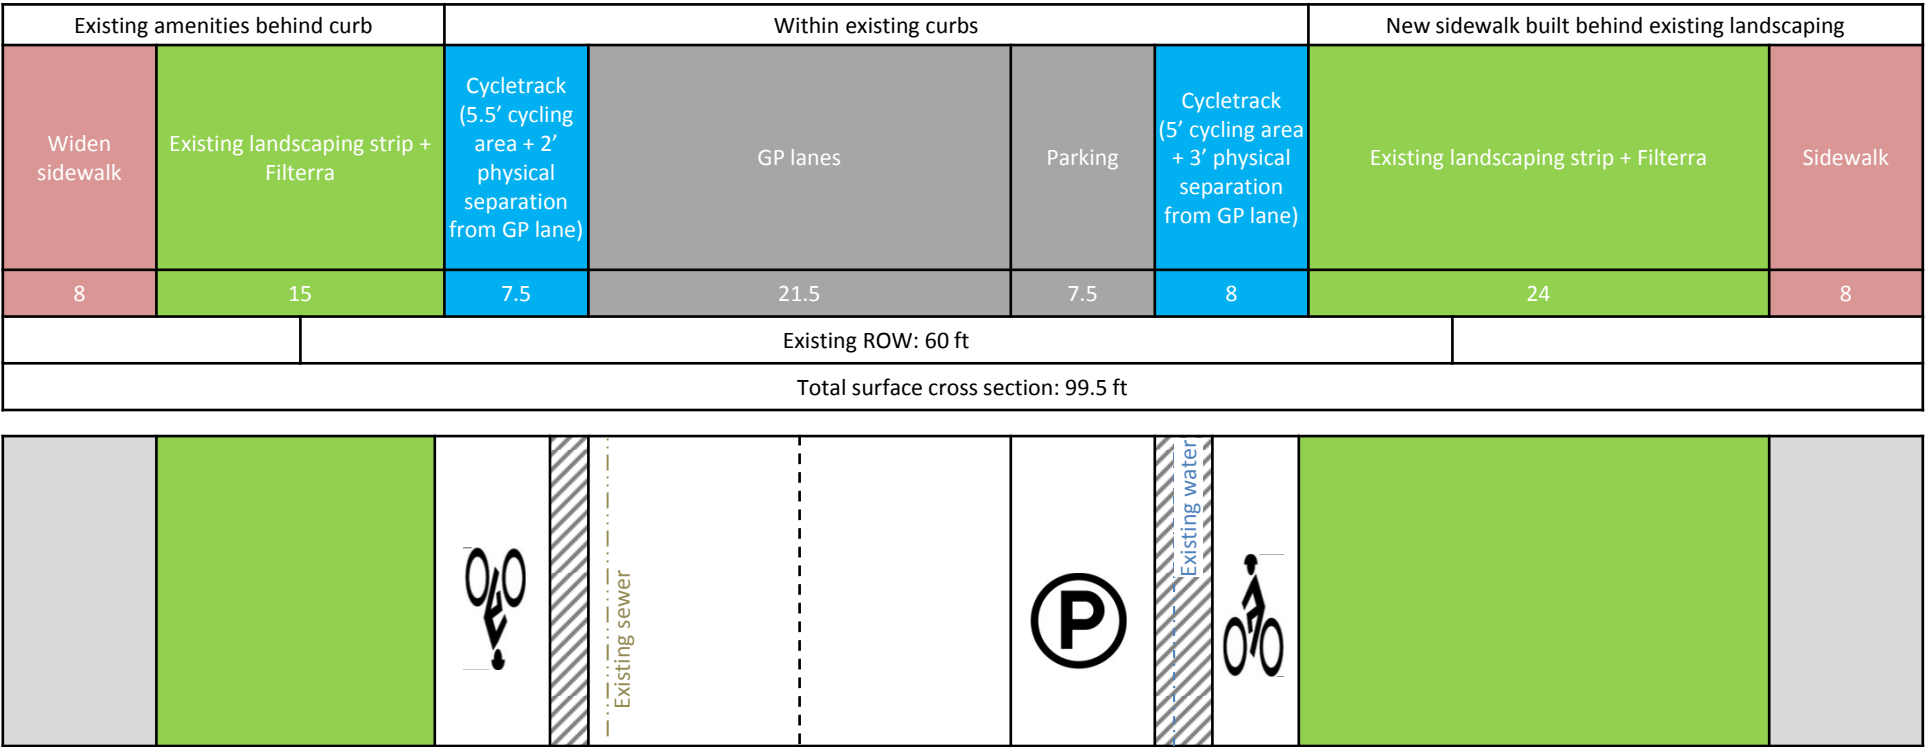 Existing amenities behind curb
Within existing curbs
New sidewalk built behind existing landscaping
Widen
sidewalk
Existing landscaping strip +
Filterra
Cycletrack
(5.5’ cycling
area + 2’
physical
separation
from GP lane)
GP lanes
Parking
Cycletrack
(5’ cycling area
+ 3’ physical
separation
from GP lane)
Existing landscaping strip + Filterra
Sidewalk
8
15
7.5
21.5
7.5
8
24
8
Existing ROW: 60 ft
Total surface cross section: 99.5 ft
Existing sewer
P
Existing water